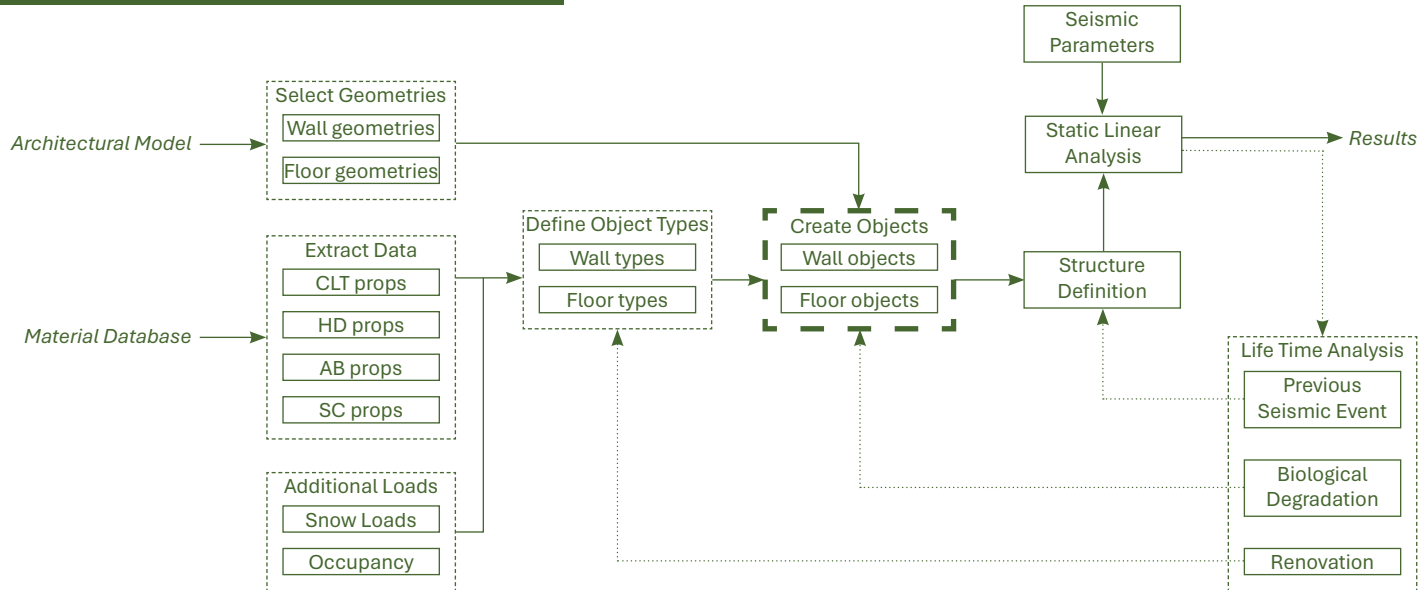 Seismic
Parameters
Select Geometries
Wall geometries
Floor geometries
Architectural Model
Static Linear
Analysis
Results
Define Object Types
Wall types
Floor types
Create Objects
Wall objects
Floor objects
Structure
Definition
Extract Data
CLT props
HD props
AB props
SC props
Material Database
Life Time Analysis
Previous
Seismic Event
Biological
Degradation
Renovation
Additional Loads
Snow Loads
Occupancy